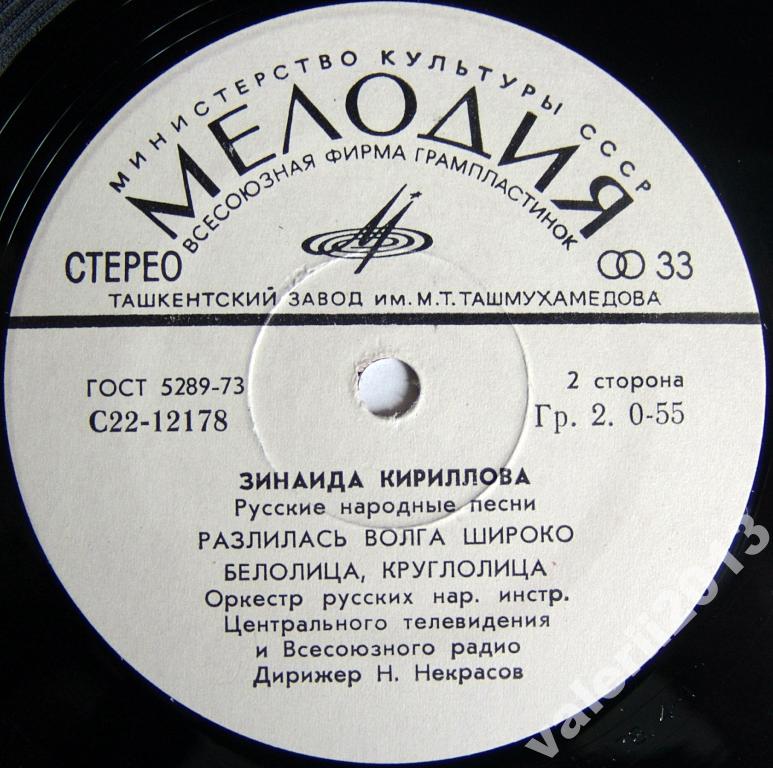 МИНИСТЕРСТВО КУЛЬТУРЫ СССР
МЕЛОДИЯ
ВСЕСОЮЗНАЯ ФИРМА ГРАМПЛАСТИНОК
СТЕРЕО 33
ТАШКЕНТСКИЙ ЗАВОД ИМ. М.Т. ТАШМУХАМЕДОВА
ГОСТ 5289-73 2 сторона
С22-12178 Гр. 2. 0-55
ЗИНАИДА КИРИЛЛОВА
Русские народные песни
РАЗЛИЛАСЬ ВОЛГА ШИРОКО
БЕЛОЛИЦА, КРУГЛОЛИЦА
Оркестр русских нар. инстр.
Центрального телевидения
и Всесоюзного радио
Дирижер Н. Некрасов
valerii2013